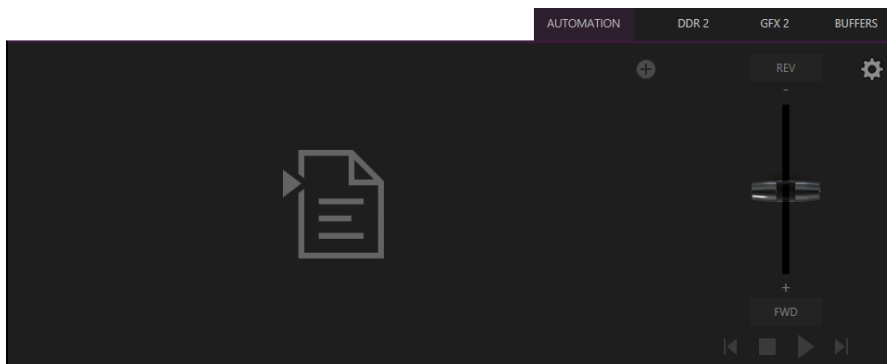 AUTOMATION DDR 2 GFX 2 BUFFERS
REV
-
+
FWD